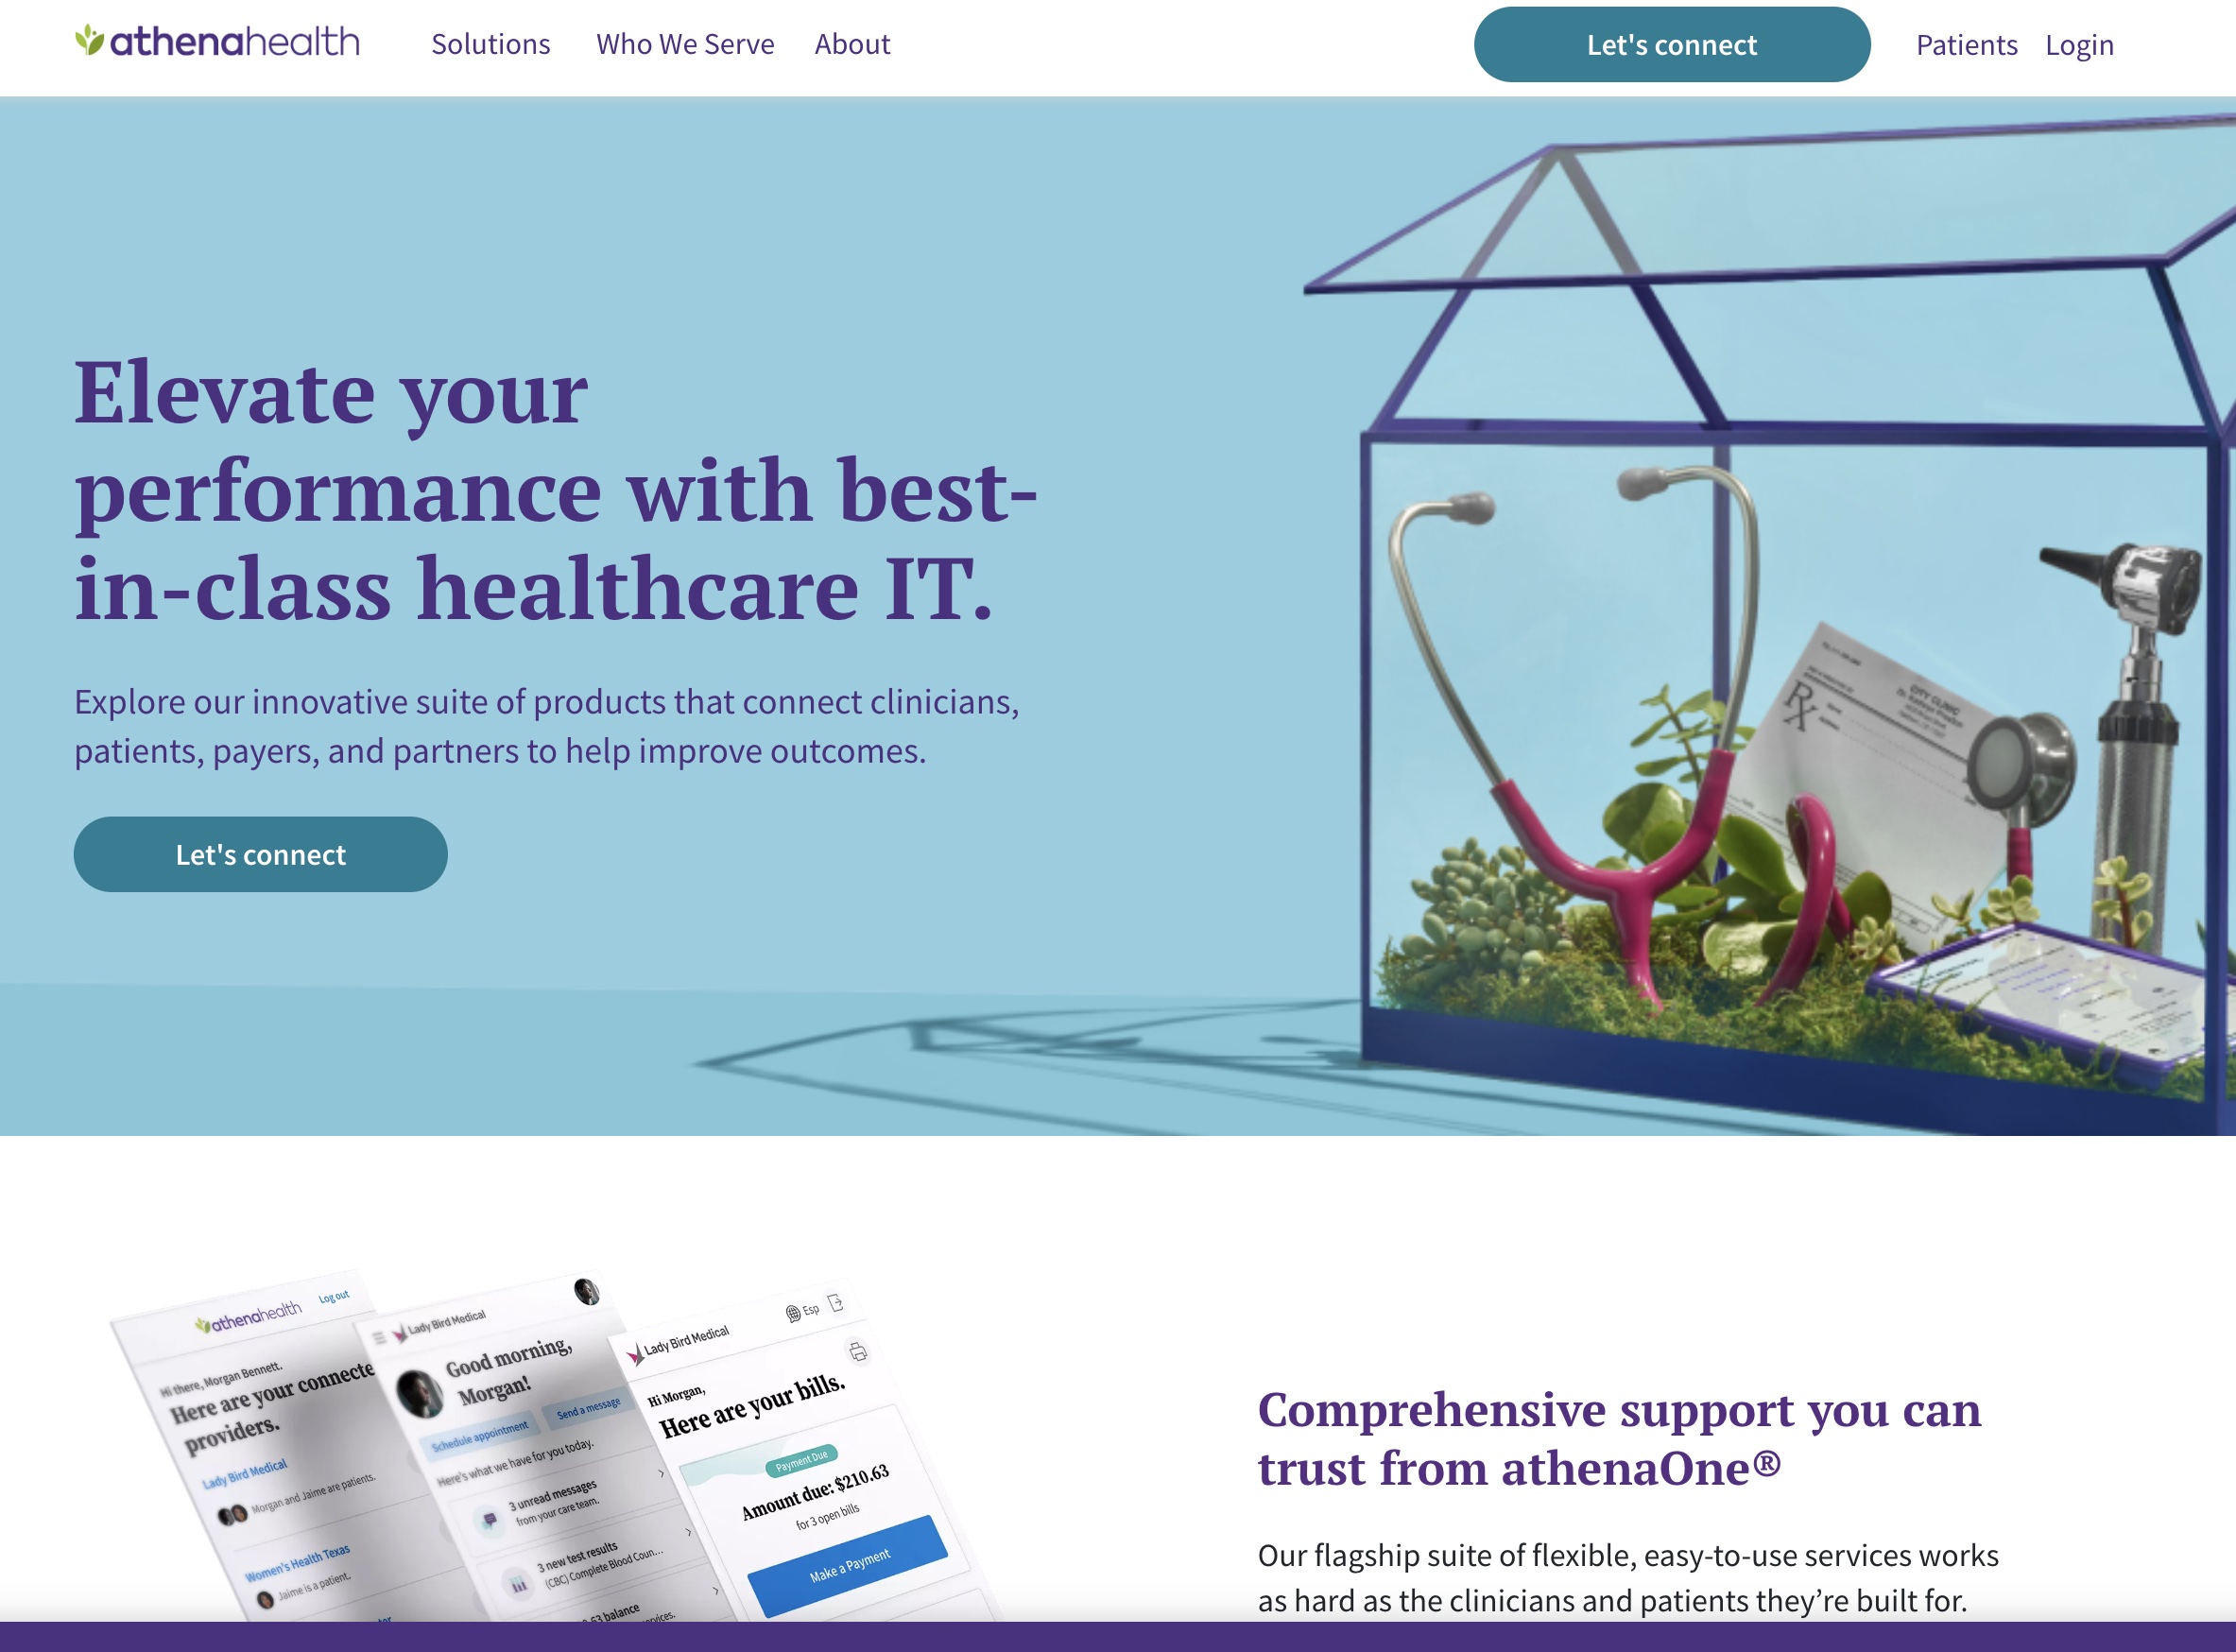 athenahealth
Solutions
Who We Serve
About
Let's connect
Patients
Login
Elevate your
performance with best-
in-class healthcare IT.
Explore our innovative suite of products that connect clinicians,
patients, payers, and partners to help improve outcomes.
Let's connect
Rx
athenahealth
Log out
Hi there, Morgan Bennett.
Here are your connecte
providers.
Lady Bird Medical
Morgan and Jaime are patients.
Women's Health Texas
Jaime is a patient.
Lady Bird Medical
Good morning,
Morgan!
Schedule appointment
Send a message
Here's what we have for you today.
3 unread messages
from your care team.
3 new test results
(CBC) Complete Blood Coun...
balance
Lady Bird Medical
Esp
Hi Morgan,
Here are your bills.
Payment Due
Amount due: $210.63
for 3 open bills
Make a Payment
Comprehensive support you can
trust from athenaOne®
Our flagship suite of flexible, easy-to-use services works
as hard as the clinicians and patients they’re built for.